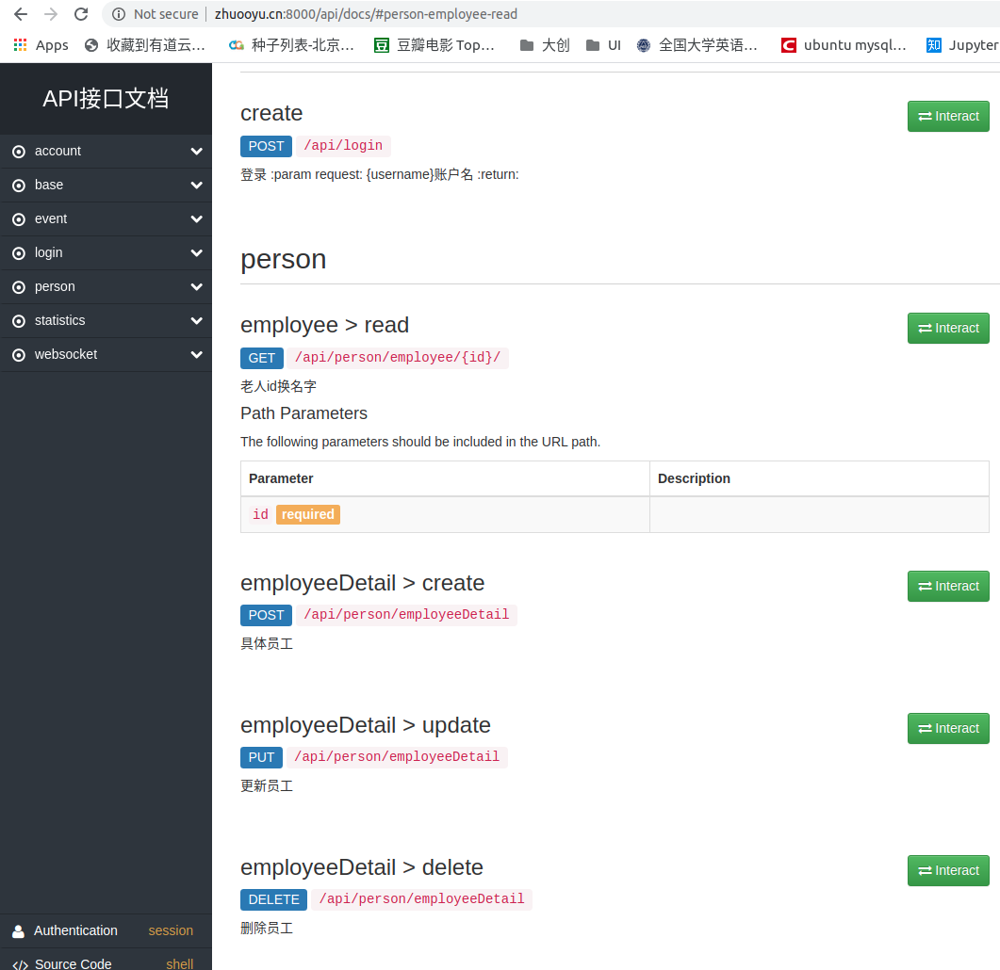 Not secure | zhuooyu.cn:8000/api/docs/#person-employee-read
Apps 收藏到有道云... 种子列表-北京... 豆 豆瓣电影 Top... 大创 UI 全国大学英语... C ubuntu mysql... 知 Jupyter
API接口文档
account
base
event
login
person
statistics
websocket
Authentication session
Source Code shell
create
Interact
POST /api/login
登录 :param request: {username}账户名 :return:
person
employee > read
Interact
GET /api/person/employee/{id}/
老人id换名字
Path Parameters
The following parameters should be included in the URL path.
Parameter Description
id required
employeeDetail > create
Interact
POST /api/person/employeeDetail
具体员工
employeeDetail > update
Interact
PUT /api/person/employeeDetail
更新员工
employeeDetail > delete
Interact
DELETE /api/person/employeeDetail
删除员工